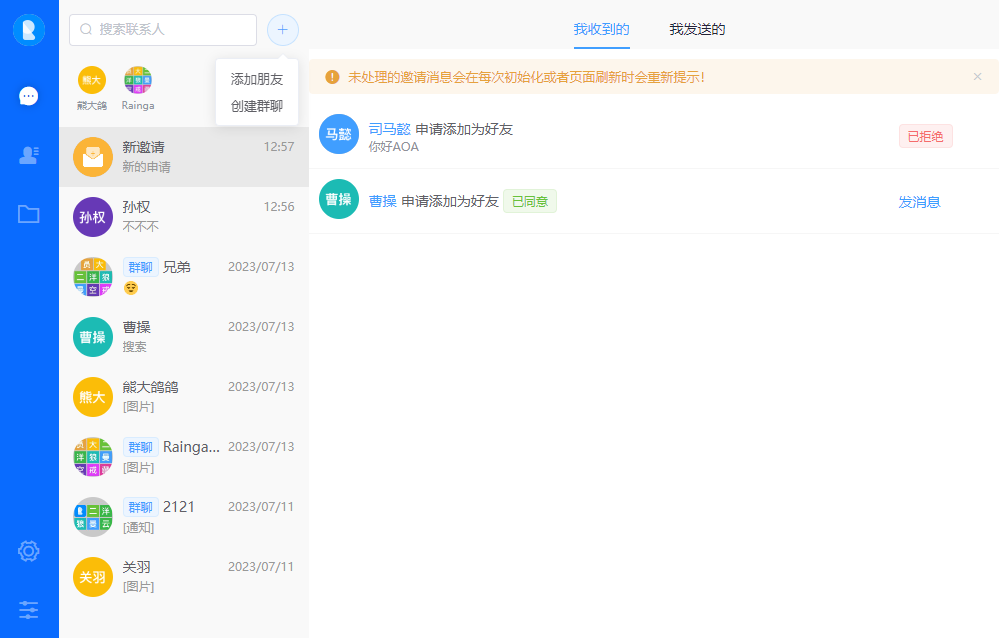 搜索联系人
熊大
熊大鸽
Rainga
添加朋友
创建群聊
新邀请 12:57
新的申请
孙权
孙权 12:56
不不不
群聊 兄弟 2023/07/13
曹操
曹操 2023/07/13
搜索
熊大
熊大鸽鸽 2023/07/13
[图片]
群聊 Rainga... 2023/07/13
[图片]
群聊 2121 2023/07/11
[通知]
关羽
关羽 2023/07/11
[图片]
我收到的 我发送的
未处理的邀请消息会在每次初始化或者页面刷新时会重新提示!
马懿
司马懿 申请添加为好友
你好AOA
已拒绝
曹操
曹操 申请添加为好友 已同意
发消息